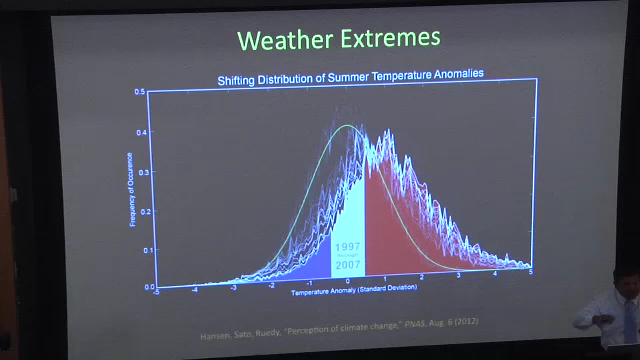 Weather Extremes
Shifting Distribution of Summer Temperature Anomalies
0.5
0.4
0.3
0.2
0.1
0.0
Frequency of Occurence
-5 -4 -3 -2 -1 0 1 2 3 4 5
Temperature Anomaly (Standard Deviation)
1997
through
2007
Hansen, Sato, Ruedy, "Perception of climate change," PNAS, Aug. 6 (2012)